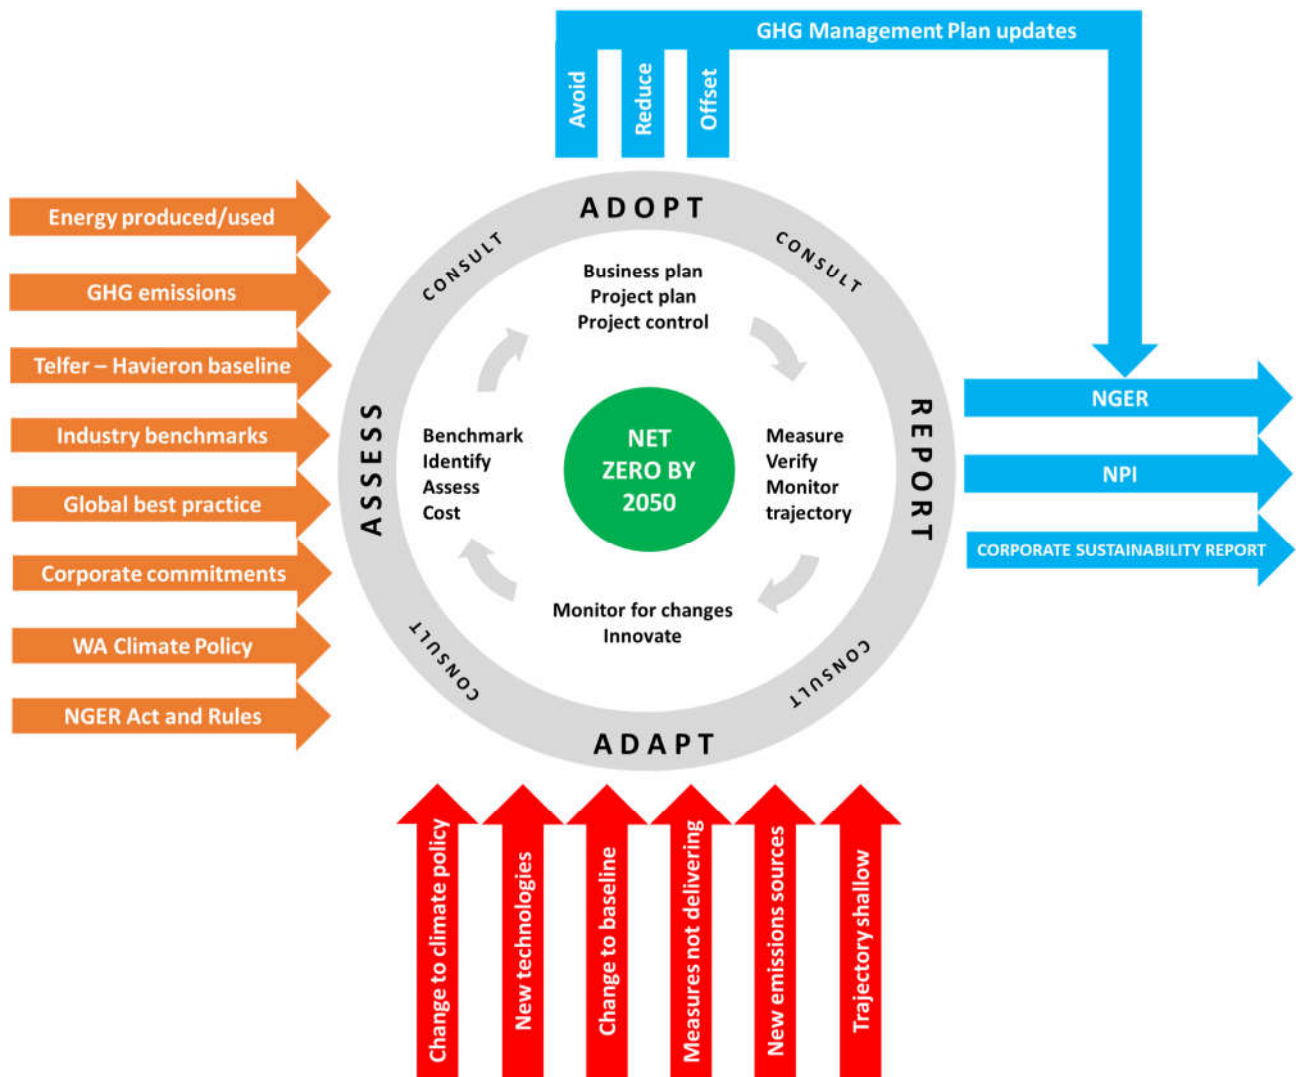 GHG Management Plan updates
Avoid
Reduce
Offset
Energy produced/used
GHG emissions
Telfer – Havieron baseline
Industry benchmarks
Global best practice
Corporate commitments
WA Climate Policy
NGER Act and Rules
ADOPT
CONSULT
CONSULT
Business plan
Project plan
Project control
ASSESS
Benchmark
Identify
Assess
Cost
NET
ZERO BY
2050
Measure
Verify
Monitor
trajectory
REPORT
NGER
NPI
CORPORATE SUSTAINABILITY REPORT
Monitor for changes
Innovate
CONSULT
CONSULT
ADAPT
Change to climate policy
New technologies
Change to baseline
Measures not delivering
New emissions sources
Trajectory shallow